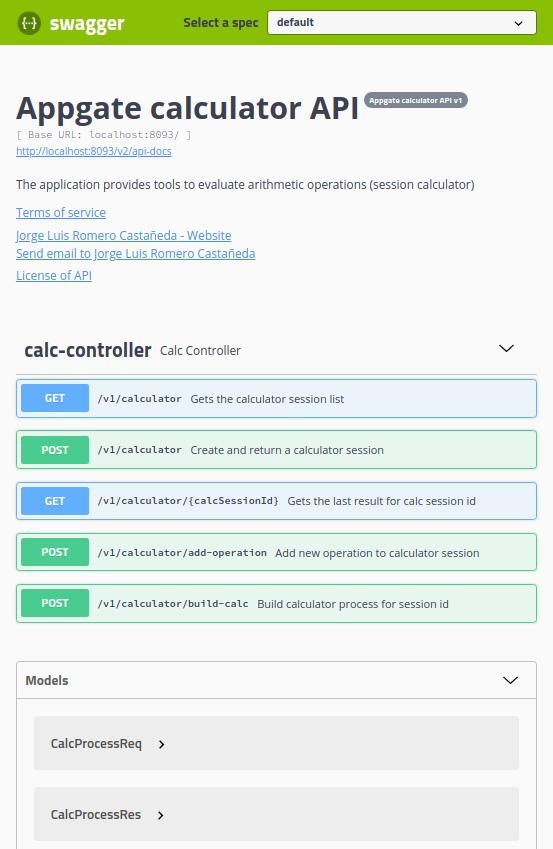 swagger Select a spec default
Appgate calculator API Appgate calculator API v1
[ Base URL: localhost:8093/ ]
http://localhost:8093/v2/api-docs
The application provides tools to evaluate arithmetic operations (session calculator)
Terms of service
Jorge Luis Romero Castañeda - Website
Send email to Jorge Luis Romero Castañeda
License of API
calc-controller Calc Controller
GET /v1/calculator Gets the calculator session list
POST /v1/calculator Create and return a calculator session
GET /v1/calculator/{calcSessionId} Gets the last result for calc session id
POST /v1/calculator/add-operation Add new operation to calculator session
POST /v1/calculator/build-calc Build calculator process for session id
Models
CalcProcessReq
CalcProcessRes